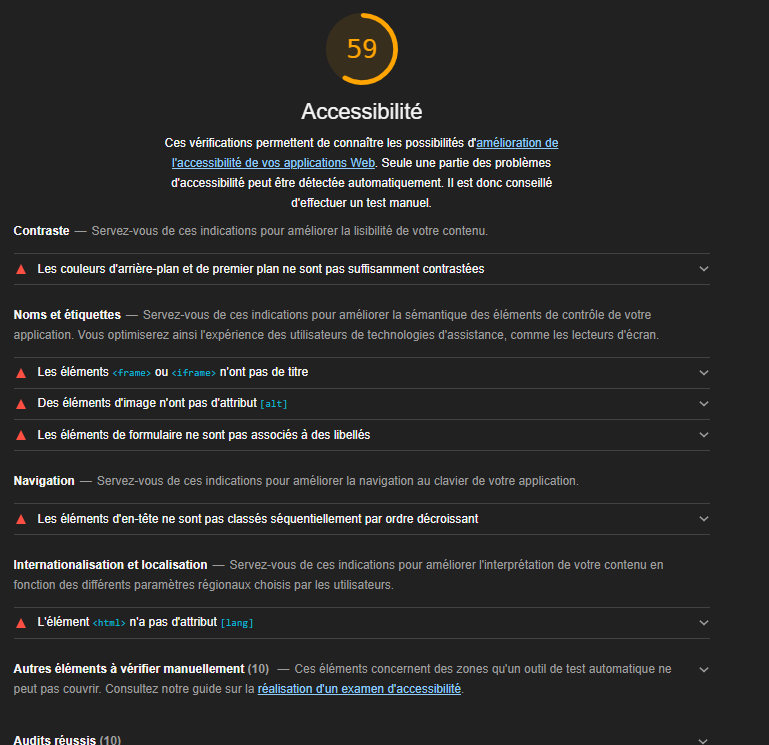 59
Accessibilité
Ces vérifications permettent de connaître les possibilités d'amélioration de
l'accessibilité de vos applications Web. Seule une partie des problèmes
d'accessibilité peut être détectée automatiquement. Il est donc conseillé
d'effectuer un test manuel.
Contraste — Servez-vous de ces indications pour améliorer la lisibilité de votre contenu.
Les couleurs d'arrière-plan et de premier plan ne sont pas suffisamment contrastées
Noms et étiquettes — Servez-vous de ces indications pour améliorer la sémantique des éléments de contrôle de votre
application. Vous optimiserez ainsi l'expérience des utilisateurs de technologies d'assistance, comme les lecteurs d'écran.
Les éléments <frame> ou <iframe> n'ont pas de titre
Des éléments d'image n'ont pas d'attribut [alt]
Les éléments de formulaire ne sont pas associés à des libellés
Navigation — Servez-vous de ces indications pour améliorer la navigation au clavier de votre application.
Les éléments d'en-tête ne sont pas classés séquentiellement par ordre décroissant
Internationalisation et localisation — Servez-vous de ces indications pour améliorer l'interprétation de votre contenu en
fonction des différents paramètres régionaux choisis par les utilisateurs.
L'élément <html> n'a pas d'attribut [lang]
Autres éléments à vérifier manuellement (10) — Ces éléments concernent des zones qu'un outil de test automatique ne
peut pas couvrir. Consultez notre guide sur la réalisation d'un examen d'accessibilité.
Audits réussis (10)